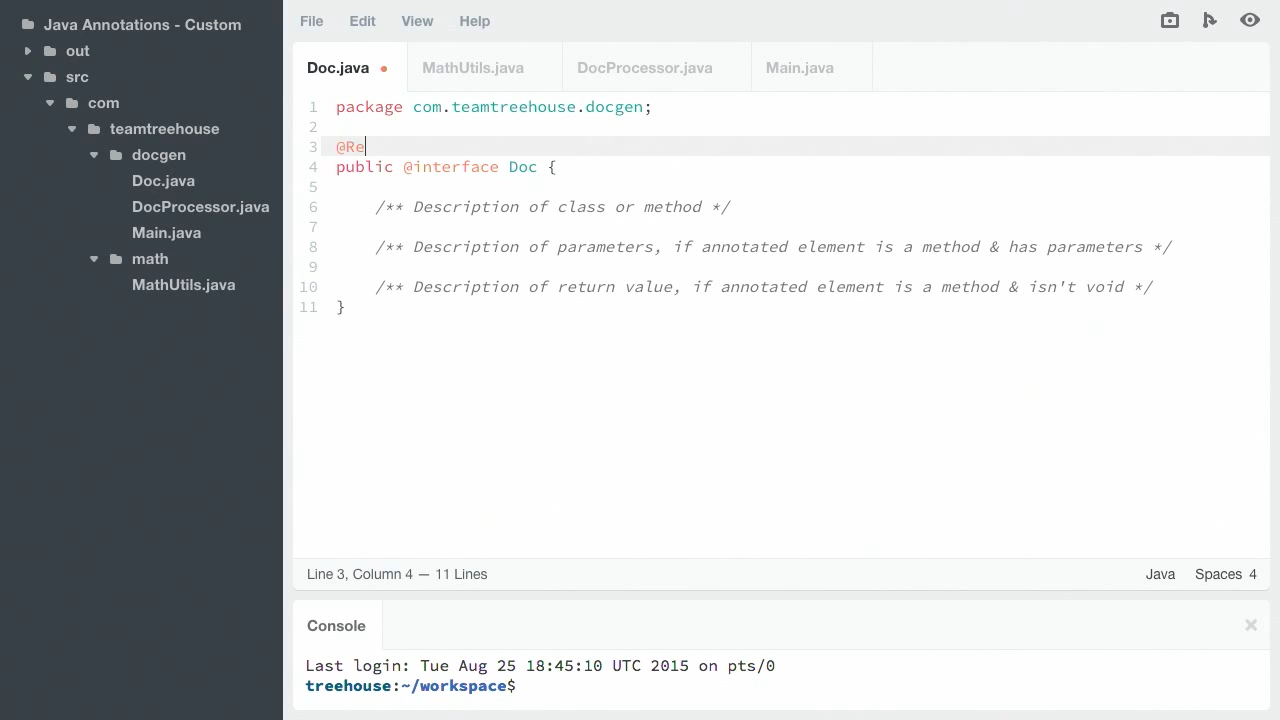 Java Annotations - Custom
out
src
com
teamtreehouse
docgen
Doc.java
DocProcessor.java
Main.java
math
MathUtils.java
File Edit View Help
Doc.java MathUtils.java DocProcessor.java Main.java
1 package com.teamtreehouse.docgen;
2
3 @Re
4 public @interface Doc {
5
6 /** Description of class or method */
7
8 /** Description of parameters, if annotated element is a method & has parameters */
9
10 /** Description of return value, if annotated element is a method & isn't void */
11 }
Line 3, Column 4 — 11 Lines Java Spaces 4
Console
Last login: Tue Aug 25 18:45:10 UTC 2015 on pts/0
treehouse:~/workspace$